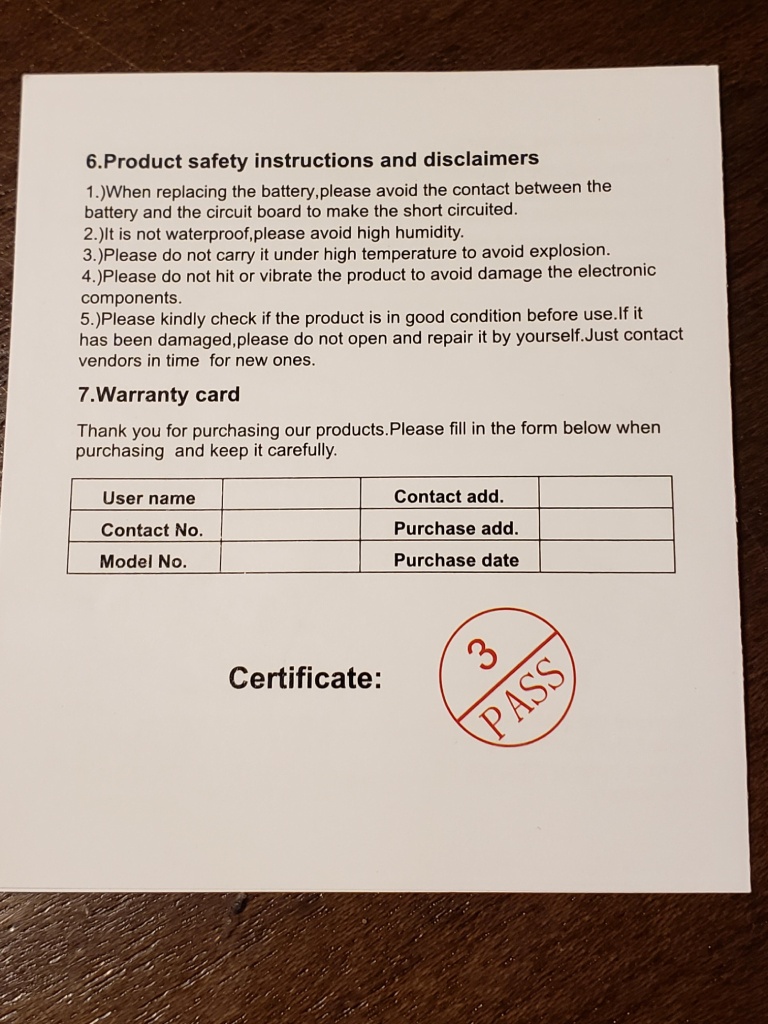 6.Product safety instructions and disclaimers
1.)When replacing the battery,please avoid the contact between the
battery and the circuit board to make the short circuited.
2.)It is not waterproof,please avoid high humidity.
3.)Please do not carry it under high temperature to avoid explosion.
4.)Please do not hit or vibrate the product to avoid damage the electronic
components.
5.)Please kindly check if the product is in good condition before use.If it
has been damaged,please do not open and repair it by yourself.Just contact
vendors in time  for new ones.
7.Warranty card
Thank you for purchasing our products.Please fill in the form below when
purchasing  and keep it carefully.
User name Contact add.
Contact No. Purchase add.
Model No. Purchase date
Certificate:
3
PASS